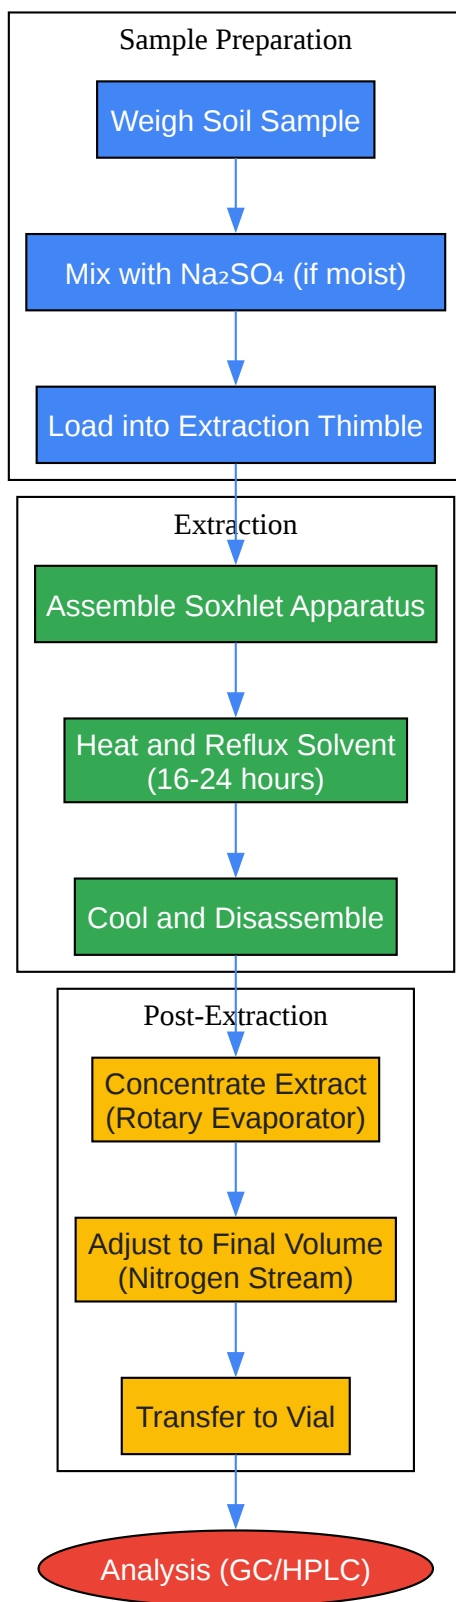 Sample Preparation
Weigh Soil Sample
Mix with Na₂SO₄ (if moist)
Load into Extraction Thimble
Extraction
Assemble Soxhlet Apparatus
Heat and Reflux Solvent
(16-24 hours)
Cool and Disassemble
Post-Extraction
Concentrate Extract
(Rotary Evaporator)
Adjust to Final Volume
(Nitrogen Stream)
Transfer to Vial
Analysis (GC/HPLC)